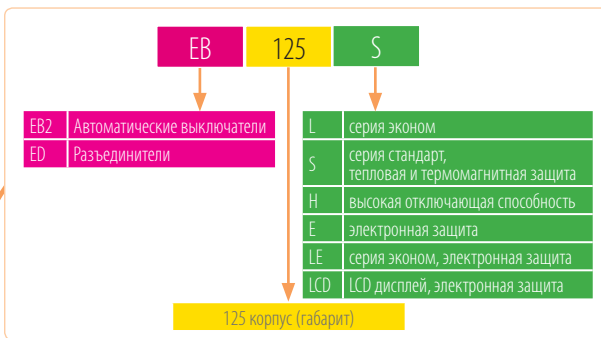 EB 125 S
EB2 Автоматические выключатели
ED Разъединители
L серия эконом
S серия стандарт,
тепловая и термомагнитная защита
H высокая отключающая способность
E электронная защита
LE серия эконом, электронная защита
LCD LCD дисплей, электронная защита
125 корпус (габарит)